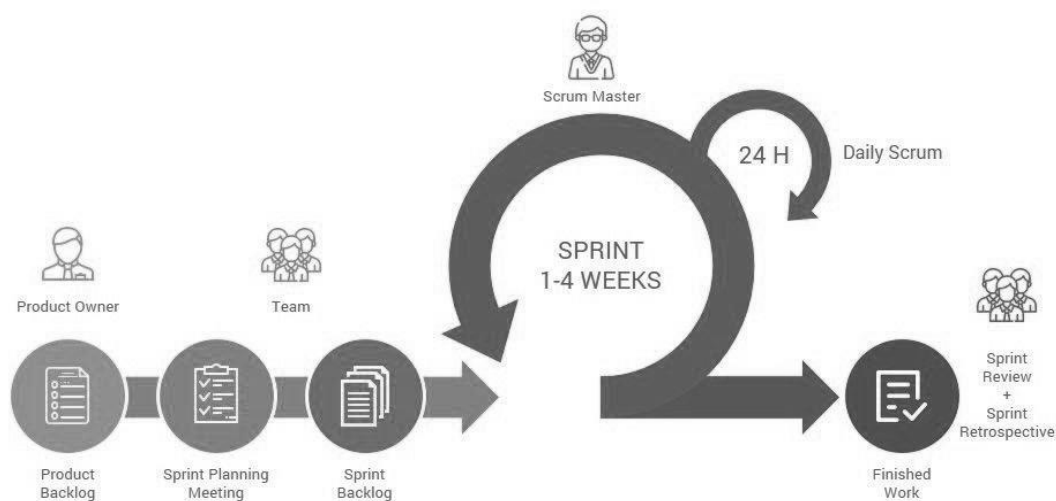 Scrum Master
24 H
Daily Scrum
SPRINT
1-4 WEEKS
Product Owner
Team
Sprint
Review
+
Sprint
Retrospective
Product
Backlog
Sprint Planning
Meeting
Sprint
Backlog
Finished
Work